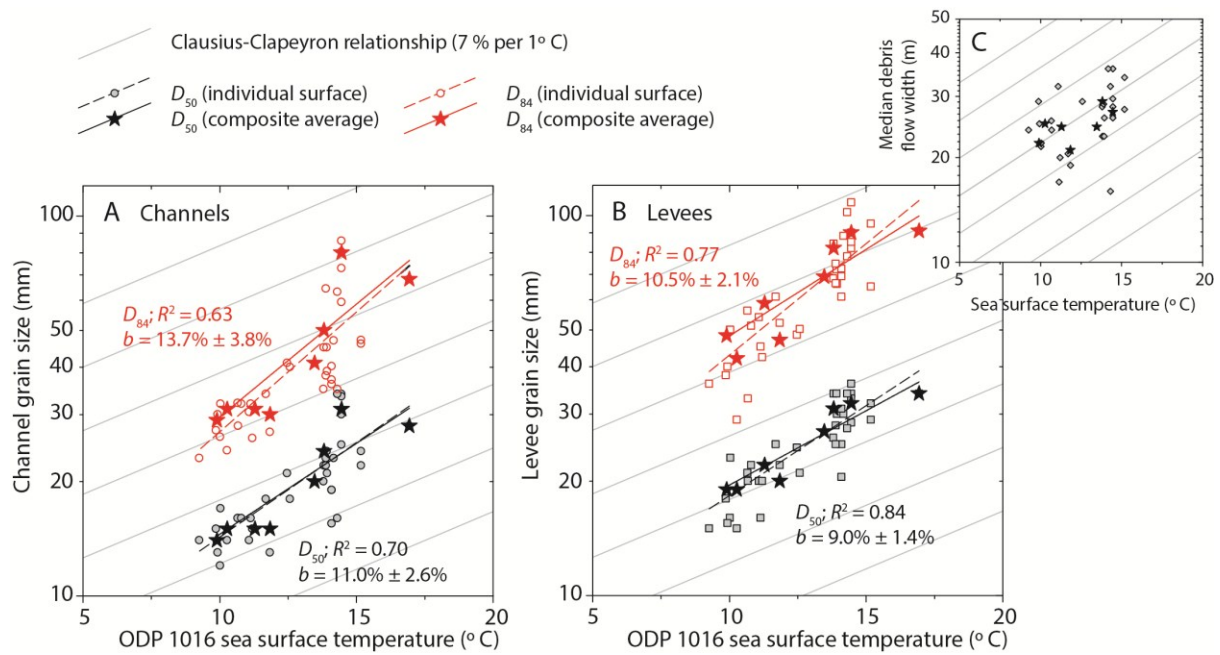 Clausius-Clapeyron relationship (7 % per 1º C)
D50 (individual surface)
D84 (individual surface)
D50 (composite average)
D84 (composite average)
C
50
40
30
20
10
Median debris
flow width (m)
5
10
15
20
Sea surface temperature (º C)
A Channels
100
50
40
30
20
10
Channel grain size (mm)
D84; R² = 0.63
b = 13.7% ± 3.8%
D50; R² = 0.70
b = 11.0% ± 2.6%
5
10
15
20
ODP 1016 sea surface temperature (º C)
B Levees
100
50
40
30
20
10
Levee grain size (mm)
D84; R² = 0.77
b = 10.5% ± 2.1%
D50; R² = 0.84
b = 9.0% ± 1.4%
5
10
15
20
ODP 1016 sea surface temperature (º C)